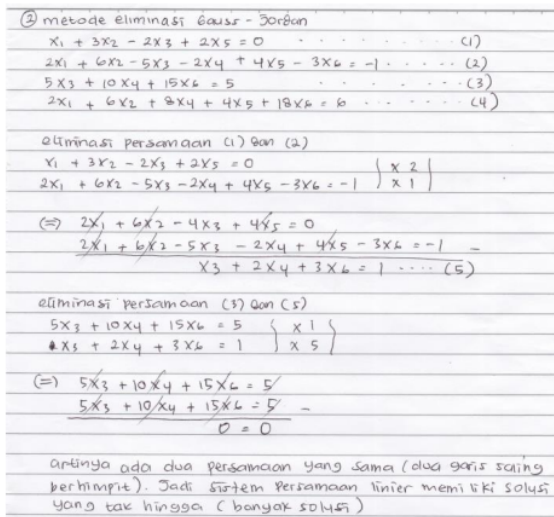 ② metode eliminasi Gauss - Jordan
x1 + 3x2 - 2x3 + 2x5 = 0 . . . . . . . . . (1)
2x1 + 6x2 - 5x3 - 2x4 + 4x5 - 3x6 = -1 . . . . . (2)
5x3 + 10x4 + 15x6 = 5 . . . . . (3)
2x1 + 6x2 + 8x4 + 4x5 + 18x6 = 6 . . . . . . (4)
eliminasi persamaan (1) dan (2)
x1 + 3x2 - 2x3 + 2x5 = 0 | x 2 |
2x1 + 6x2 - 5x3 - 2x4 + 4x5 - 3x6 = -1 | x 1 |
(=) 2x1 + 6x2 - 4x3 + 4x5 = 0
2x1 + 6x2 - 5x3 - 2x4 + 4x5 - 3x6 = -1 -
x3 + 2x4 + 3x6 = 1 . . . . (5)
eliminasi persamaan (3) dan (5)
5x3 + 10x4 + 15x6 = 5 | x 1 |
x3 + 2x4 + 3x6 = 1 | x 5 |
(=) 5x3 + 10x4 + 15x6 = 5
5x3 + 10x4 + 15x6 = 5 -
0 = 0
artinya ada dua persamaan yang sama (dua garis saling
berhimpit). Jadi sistem persamaan linier memiliki solusi
yang tak hingga (banyak solusi)